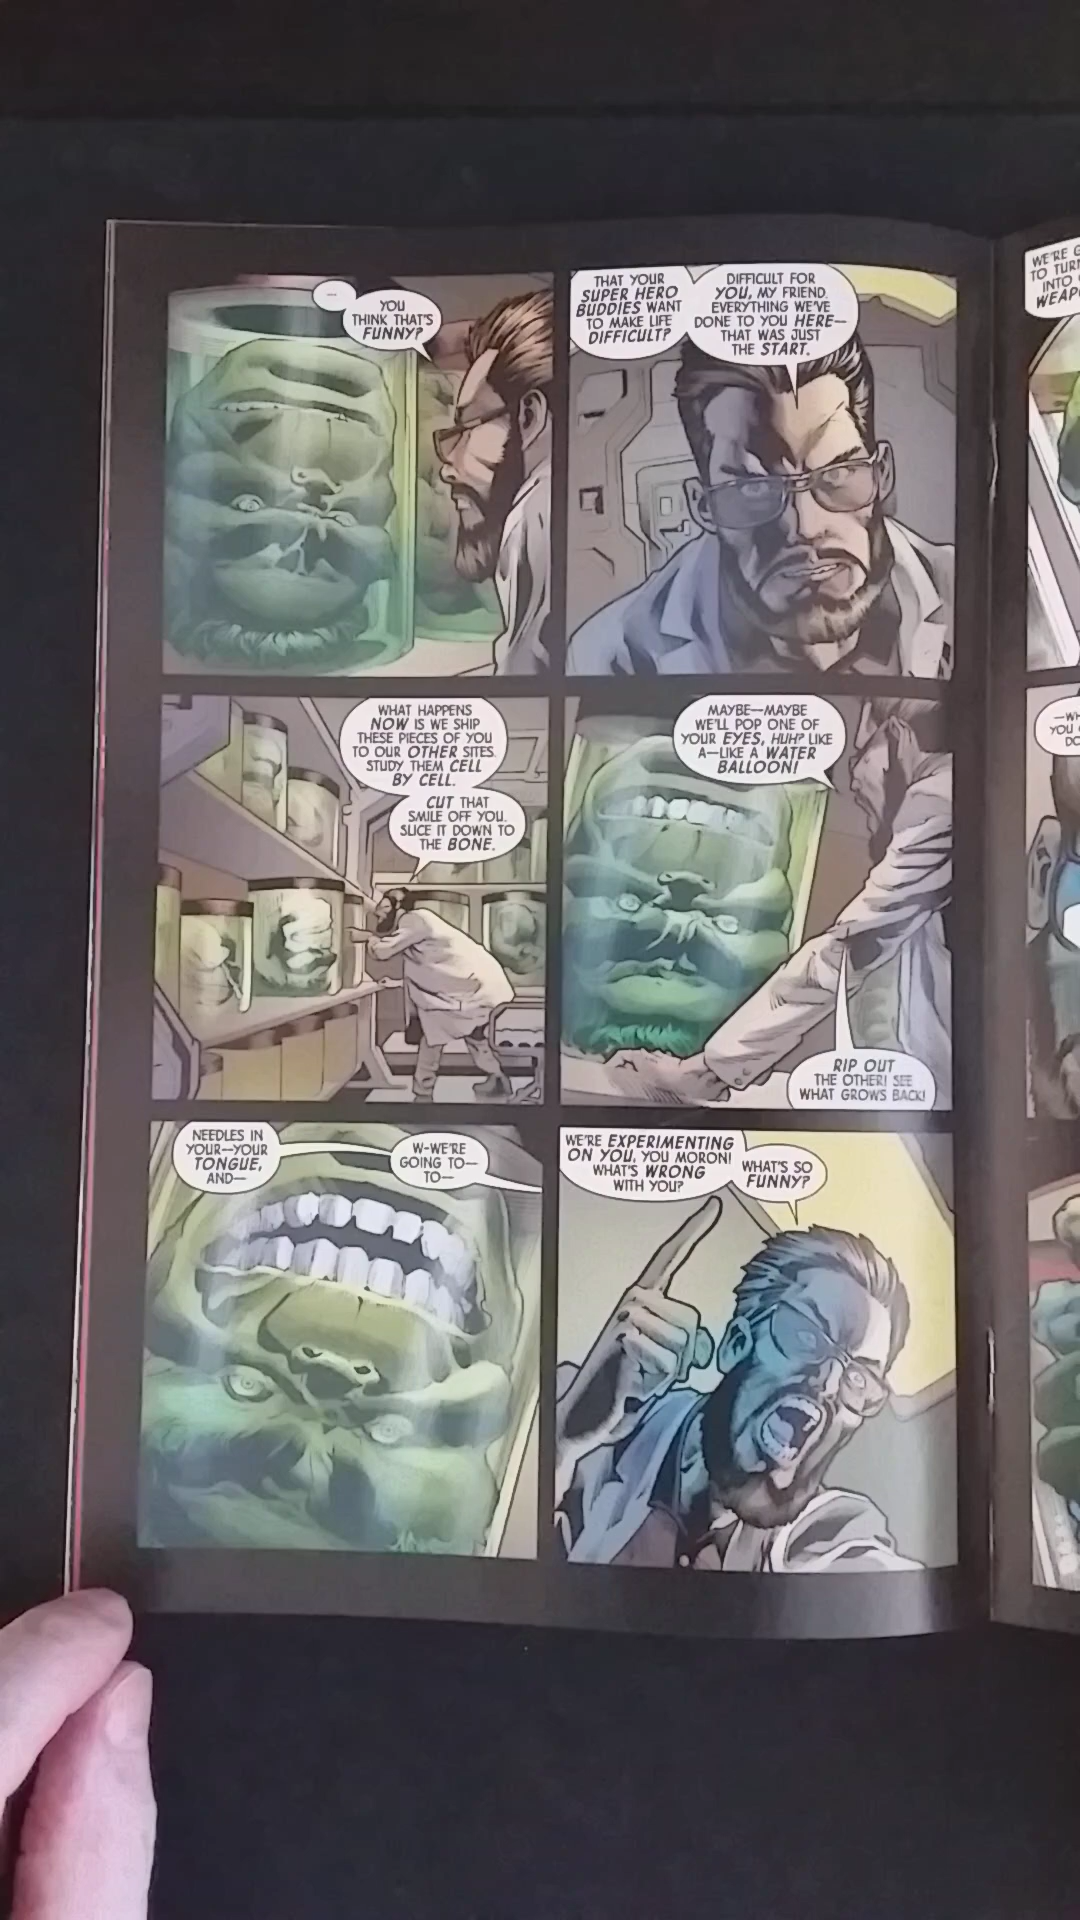 ...
YOU
THINK THAT'S
FUNNY?
THAT YOUR
SUPER HERO
BUDDIES WANT
TO MAKE LIFE
DIFFICULT?
DIFFICULT FOR
YOU, MY FRIEND.
EVERYTHING WE'VE
DONE TO YOU HERE—
THAT WAS JUST
THE START.
WHAT HAPPENS
NOW IS WE SHIP
THESE PIECES OF YOU
TO OUR OTHER SITES.
STUDY THEM CELL
BY CELL.
CUT THAT
SMILE OFF YOU.
SLICE IT DOWN TO
THE BONE.
MAYBE—MAYBE
WE'LL POP ONE OF
YOUR EYES, HUH? LIKE
A—LIKE A WATER
BALLOON!
RIP OUT
THE OTHER! SEE
WHAT GROWS BACK!
NEEDLES IN
YOUR—YOUR
TONGUE,
AND—
W-WE'RE
GOING TO—
TO—
WE'RE EXPERIMENTING
ON YOU, YOU MORON!
WHAT'S WRONG
WITH YOU?
WHAT'S SO
FUNNY?
WE'RE
TO TURN
INTO
—WH
YOU
DO